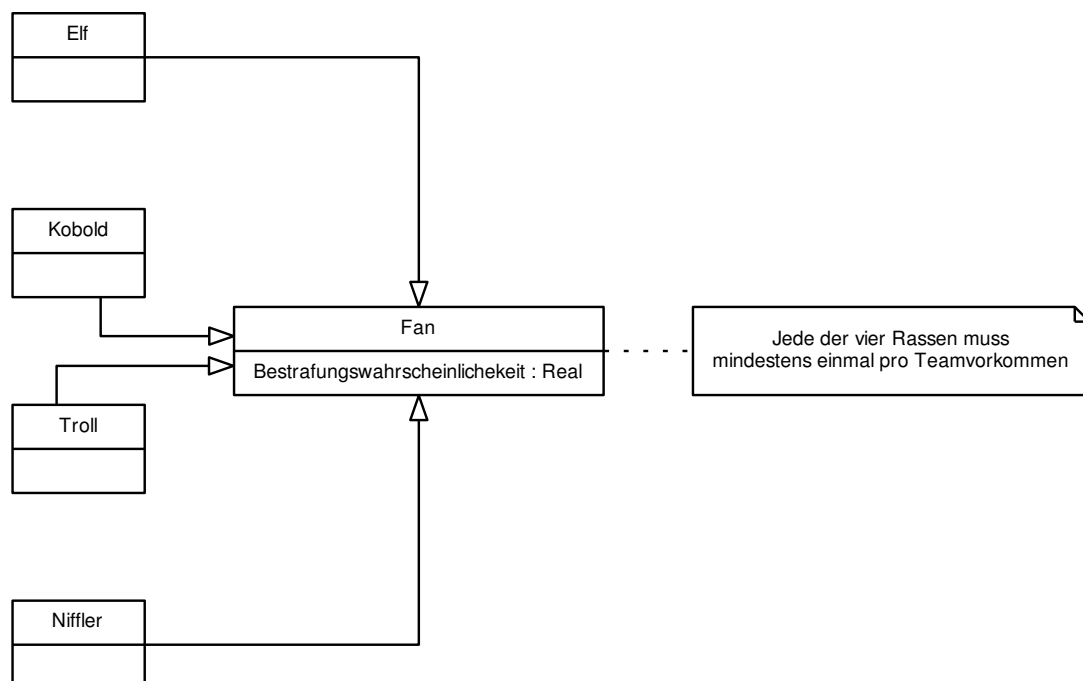 Elf
Kobold
Fan
Bestrafungswahrscheinlichekeit : Real
Jede der vier Rassen muss
mindestens einmal pro Teamvorkommen
Troll
Niffler